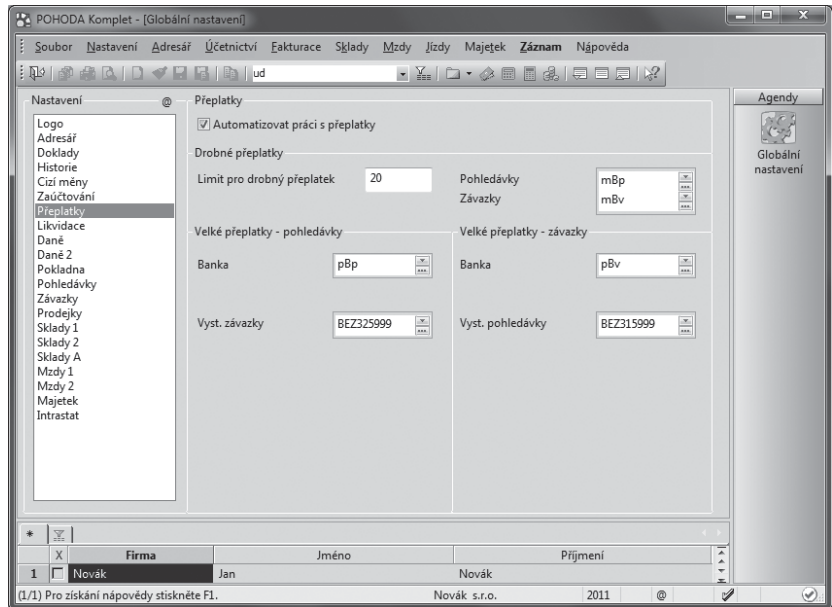 POHODA Komplet - [Globální nastavení]
Soubor Nastavení Adresář Účetnictví Fakturace Sklady Mzdy Jízdy Majetek Záznam Nápověda
ud
Nastavení @
Logo
Adresář
Doklady
Historie
Cizí měny
Zaúčtování
Přeplatky
Likvidace
Daně
Daně 2
Pokladna
Pohledávky
Závazky
Prodejky
Sklady 1
Sklady 2
Sklady A
Mzdy 1
Mzdy 2
Majetek
Intrastat
Přeplatky
Automatizovat práci s přeplatky
Drobné přeplatky
Limit pro drobný přeplatek 20
Pohledávky mBp
Závazky mBv
Velké přeplatky - pohledávky
Banka pBp
Vyst. závazky BEZ325999
Velké přeplatky - závazky
Banka pBv
Vyst. pohledávky BEZ315999
Agendy
Globální
nastavení
*
X Firma Jméno Příjmení
1 Novák Jan Novák
(1/1) Pro získání nápovědy stiskněte F1. Novák s.r.o. 2011 @